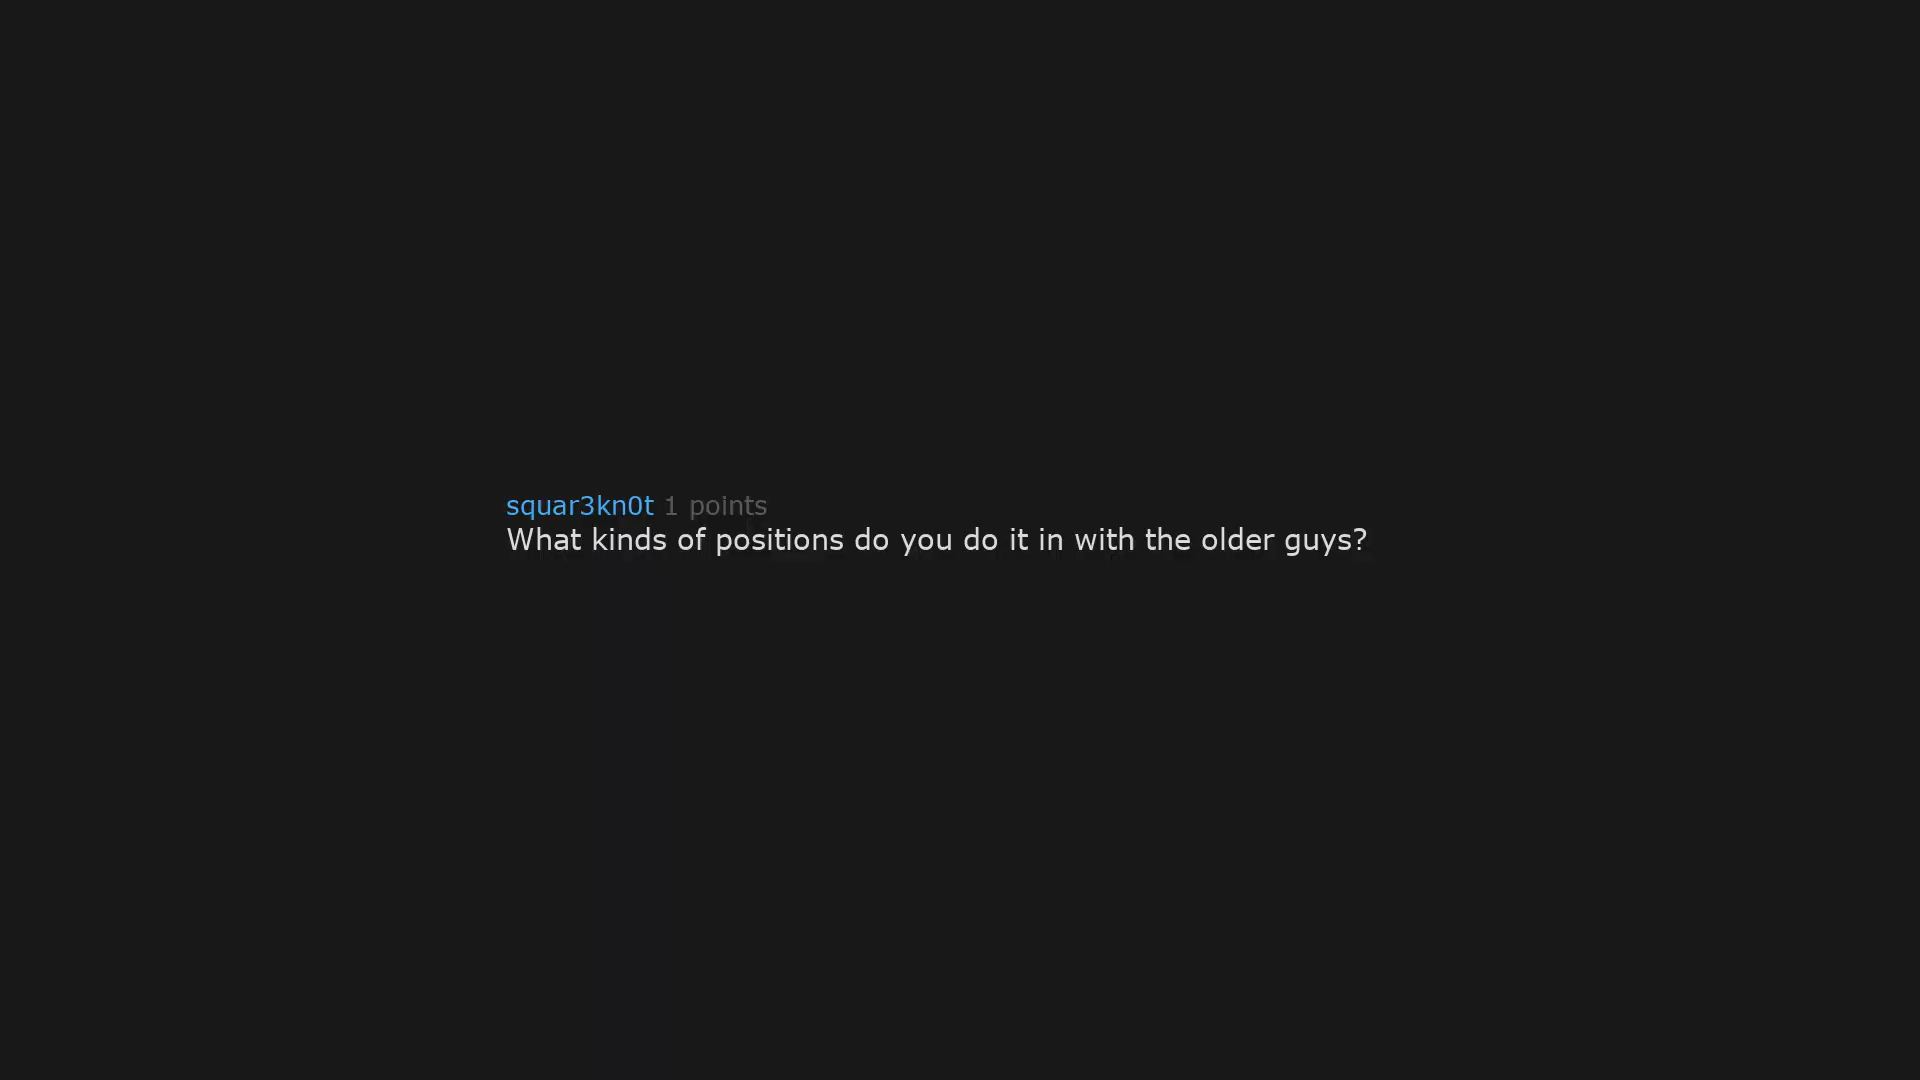 squar3kn0t 1 points
What kinds of positions do you do it in with the older guys?